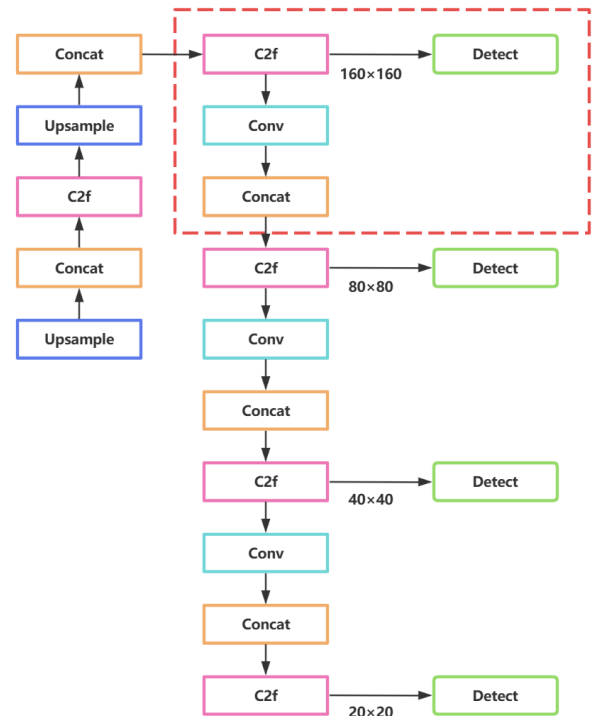 Concat
C2f
Detect
160×160
Upsample
Conv
C2f
Concat
Concat
C2f
Detect
80×80
Upsample
Conv
Concat
C2f
Detect
40×40
Conv
Concat
C2f
Detect
20×20